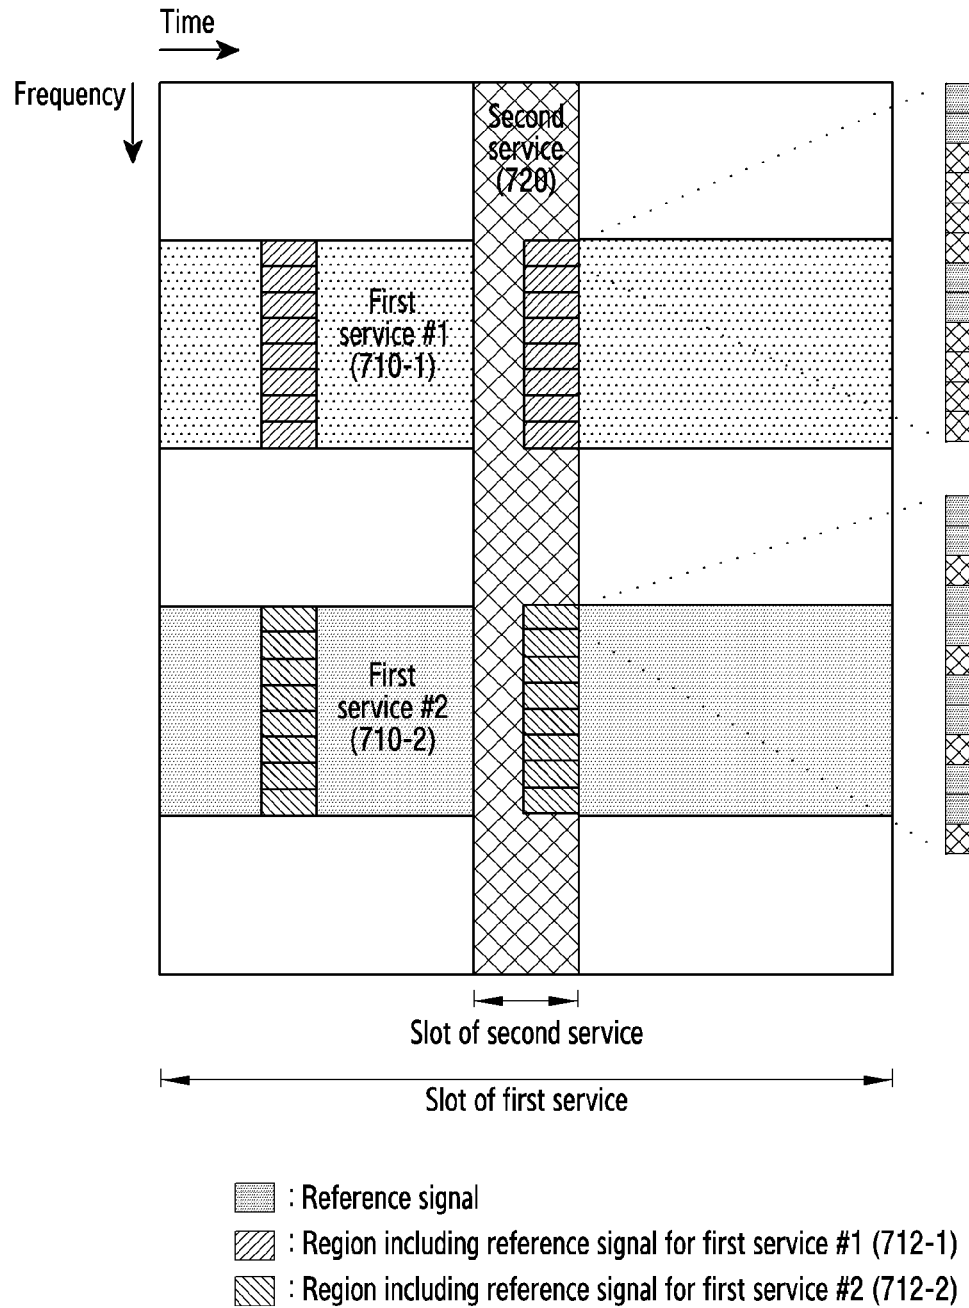 Time
Frequency
Second
service
(720)
First
service #1
(710-1)
First
service #2
(710-2)
Slot of second service
Slot of first service
: Reference signal
: Region including reference signal for first service #1 (712-1)
: Region including reference signal for first service #2 (712-2)